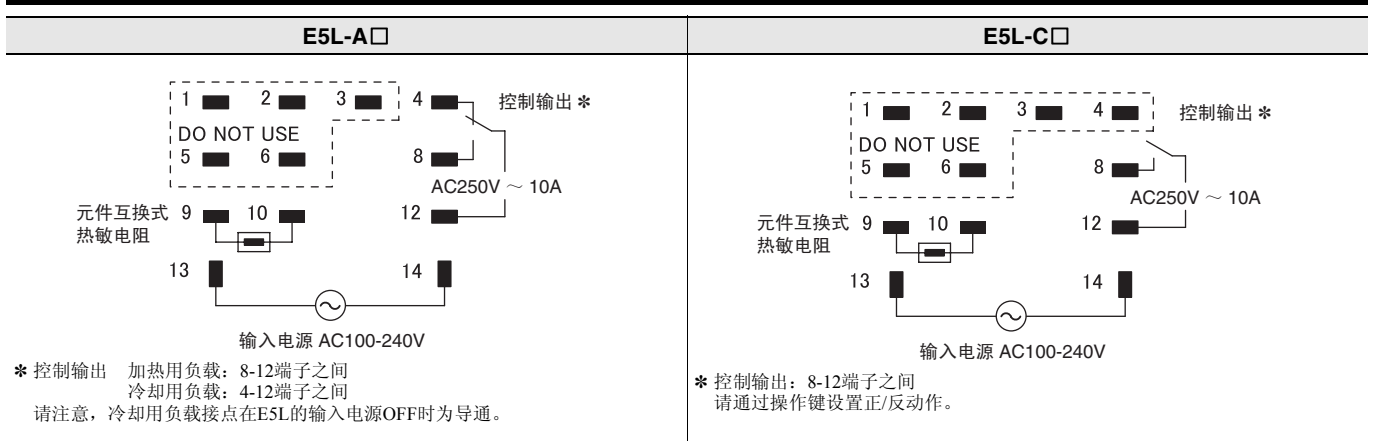 E5L-A□
1 2 3 4 控制输出＊
DO NOT USE
5 6 8
AC250V ～ 10A
元件互换式 9 10 12
热敏电阻
13 14
输入电源 AC100-240V
＊控制输出 加热用负载：8-12端子之间
冷却用负载：4-12端子之间
请注意，冷却用负载接点在E5L的输入电源OFF时为导通。
E5L-C□
1 2 3 4 控制输出＊
DO NOT USE
5 6 8
AC250V ～ 10A
元件互换式 9 10 12
热敏电阻
13 14
输入电源 AC100-240V
＊控制输出：8-12端子之间
请通过操作键设置正/反动作。